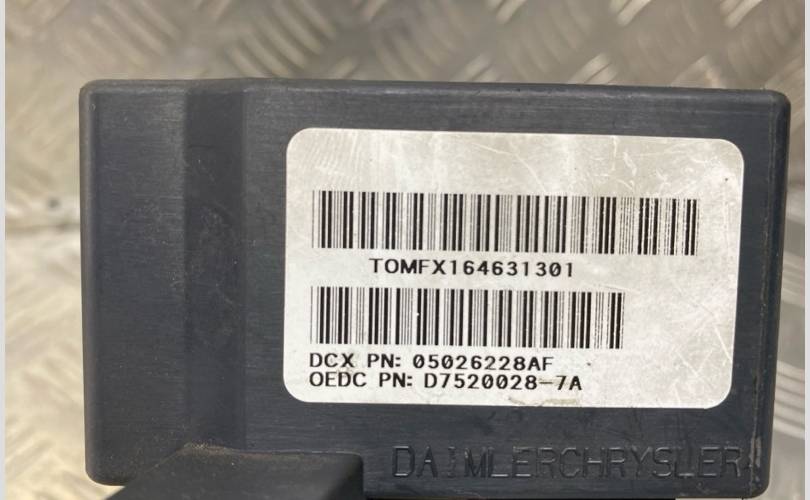 TOMFX164631301
DCX PN: 05026228AF
OEDC PN: D7520028-7A
DAIMLERCHRYSLER